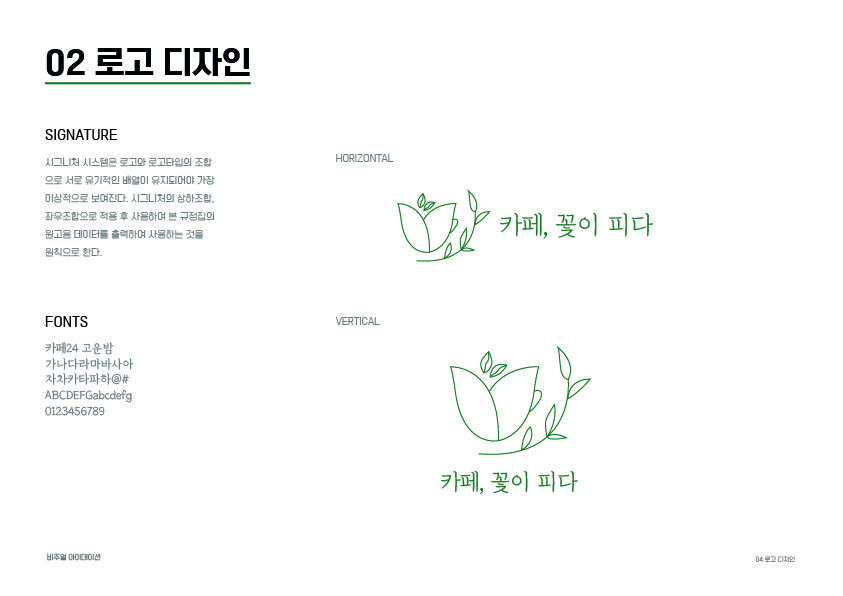 02 로고 디자인
SIGNATURE
시그니처 시스템은 로고와 로고타입의 조합
으로 서로 유기적인 배열이 유지되어야 가장
이상적으로 보여진다. 시그니처의 상하조합,
좌우조합으로 적용 후 사용하여 본 규정집의
원고용 데이터를 출력하여 사용하는 것을
원칙으로 한다.
HORIZONTAL
카페, 꽃이 피다
FONTS
카페24 고운밤
가나다라마바사아
자차카타파하@#
ABCDEFGabcdefg
0123456789
VERTICAL
카페, 꽃이 피다
비주얼 아이데이션
04 로고 디자인